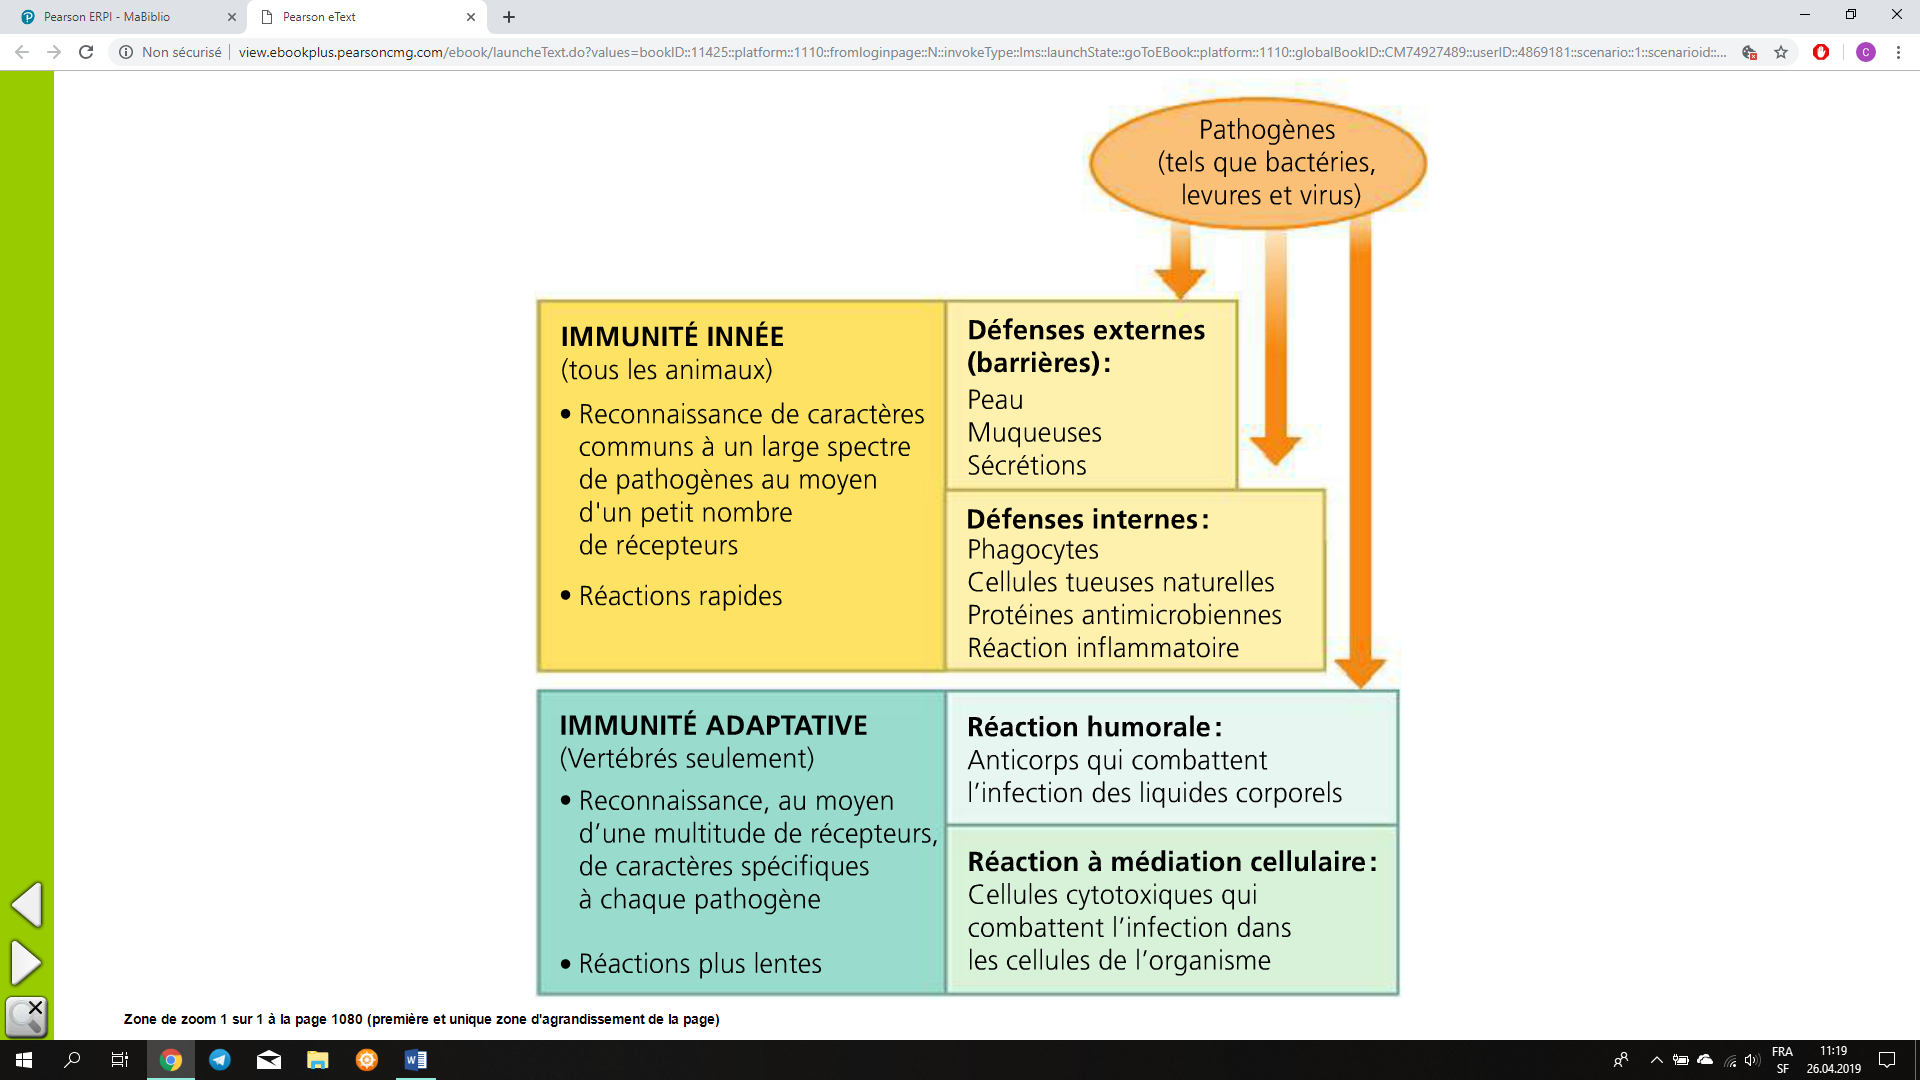 Pearson ERPI - MaBiblio
Pearson eText
Non sécurisé | view.ebookplus.pearsoncmg.com/ebook/launcheText.do?values=bookID::11425::platform::1110::fromloginpage::N::invokeType::lms::launchState::goToEBook::platform::1110::globalBookID::CM74927489::userID::4869181::scenario::1::scenarioid::...
C
Pathogènes
(tels que bactéries,
levures et virus)
IMMUNITÉ INNÉE
(tous les animaux)
• Reconnaissance de caractères
communs à un large spectre
de pathogènes au moyen
d'un petit nombre
de récepteurs
• Réactions rapides
Défenses externes
(barrières) :
Peau
Muqueuses
Sécrétions
Défenses internes :
Phagocytes
Cellules tueuses naturelles
Protéines antimicrobiennes
Réaction inflammatoire
IMMUNITÉ ADAPTATIVE
(Vertébrés seulement)
• Reconnaissance, au moyen
d’une multitude de récepteurs,
de caractères spécifiques
à chaque pathogène
• Réactions plus lentes
Réaction humorale :
Anticorps qui combattent
l’infection des liquides corporels
Réaction à médiation cellulaire :
Cellules cytotoxiques qui
combattent l’infection dans
les cellules de l’organisme
Zone de zoom 1 sur 1 à la page 1080 (première et unique zone d'agrandissement de la page)
FRA
SF
11:19
26.04.2019